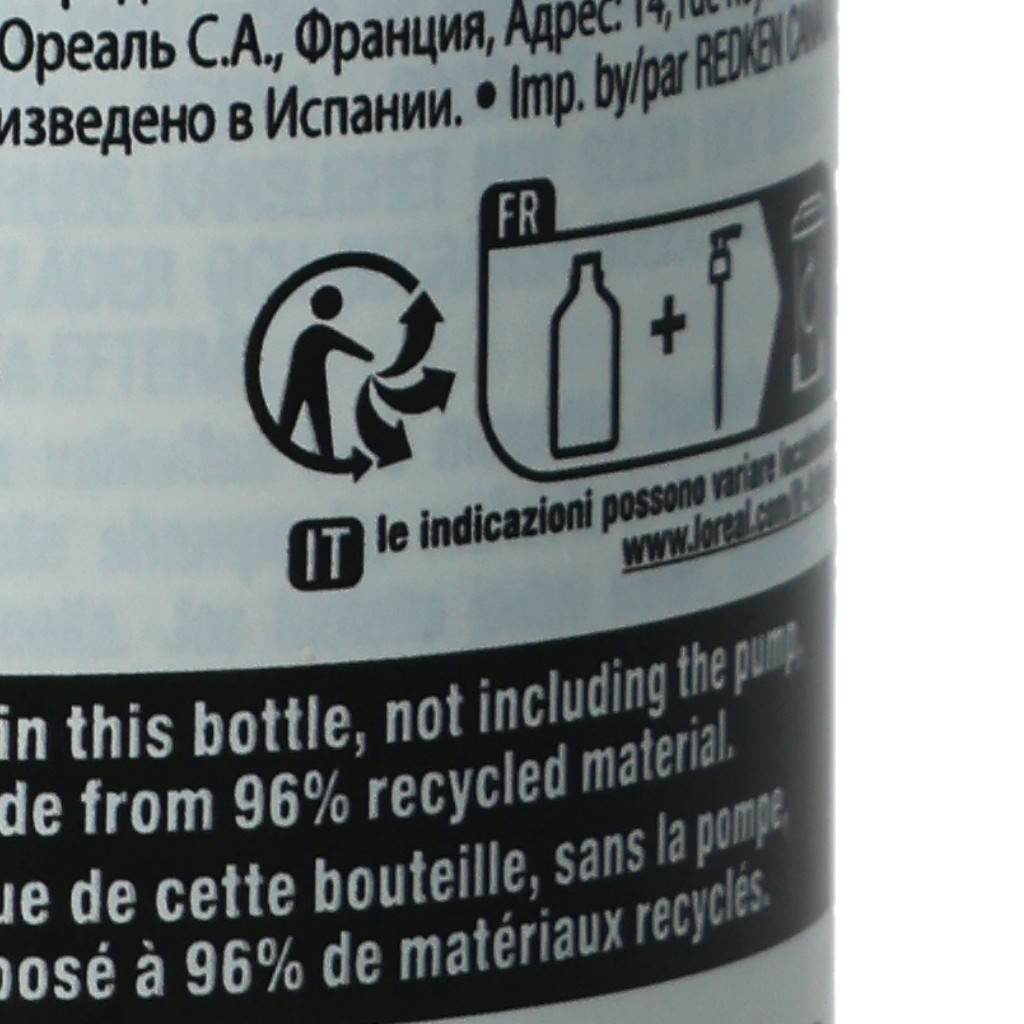 Ореаль С.А., Франция, Адрес: 14, rue
изведено в Испании. • Imp. by/par REDKEN
FR
IT le indicazioni possono variare
www.loreal.com
in this bottle, not including the pump,
de from 96% recycled material.
ue de cette bouteille, sans la pompe,
posé à 96% de matériaux recyclés.